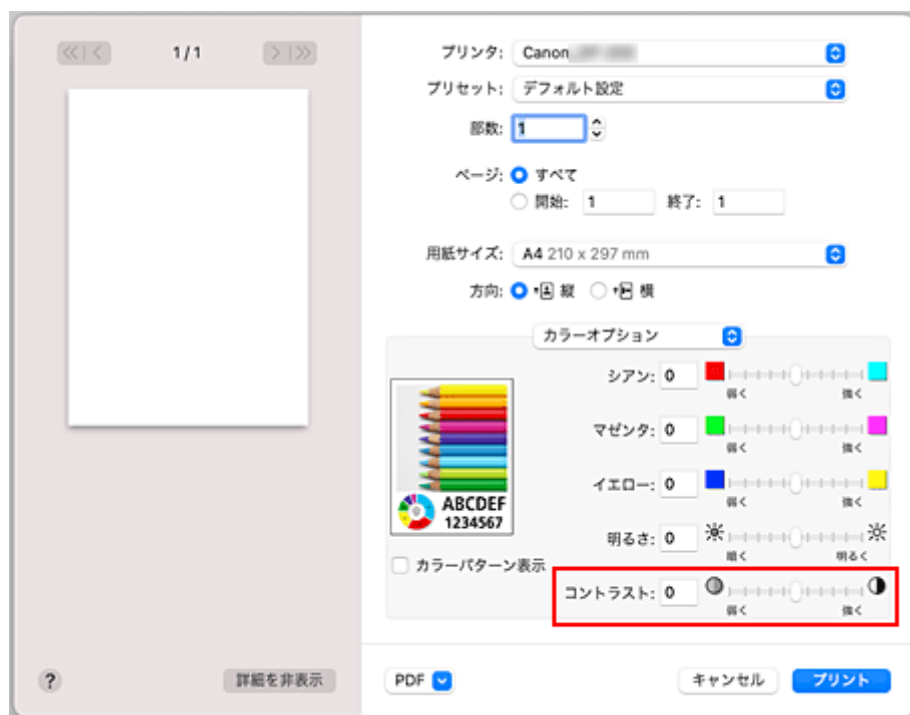 1/1
プリンタ: Canon
プリセット: デフォルト設定
部数: 1
ページ: すべて
開始: 1 終了: 1
用紙サイズ: A4 210 x 297 mm
方向: 縦 横
カラーオプション
シアン: 0
弱く 強く
マゼンタ: 0
弱く 強く
イエロー: 0
弱く 強く
ABCDEF
1234567
明るさ: 0
暗く 明るく
カラーパターン表示
コントラスト: 0
弱く 強く
? 詳細を非表示 PDF キャンセル プリント